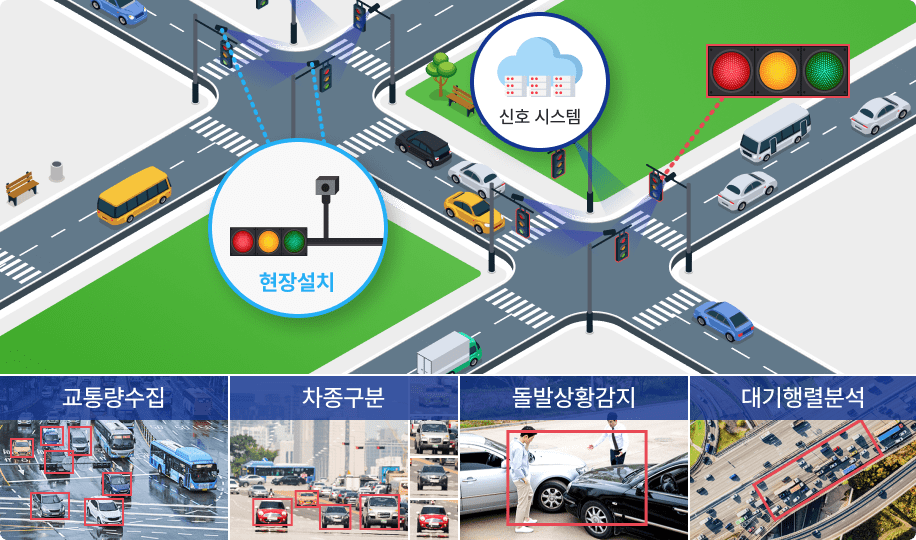 신호 시스템
현장설치
교통량수집
차종구분
돌발상황감지
대기행렬분석